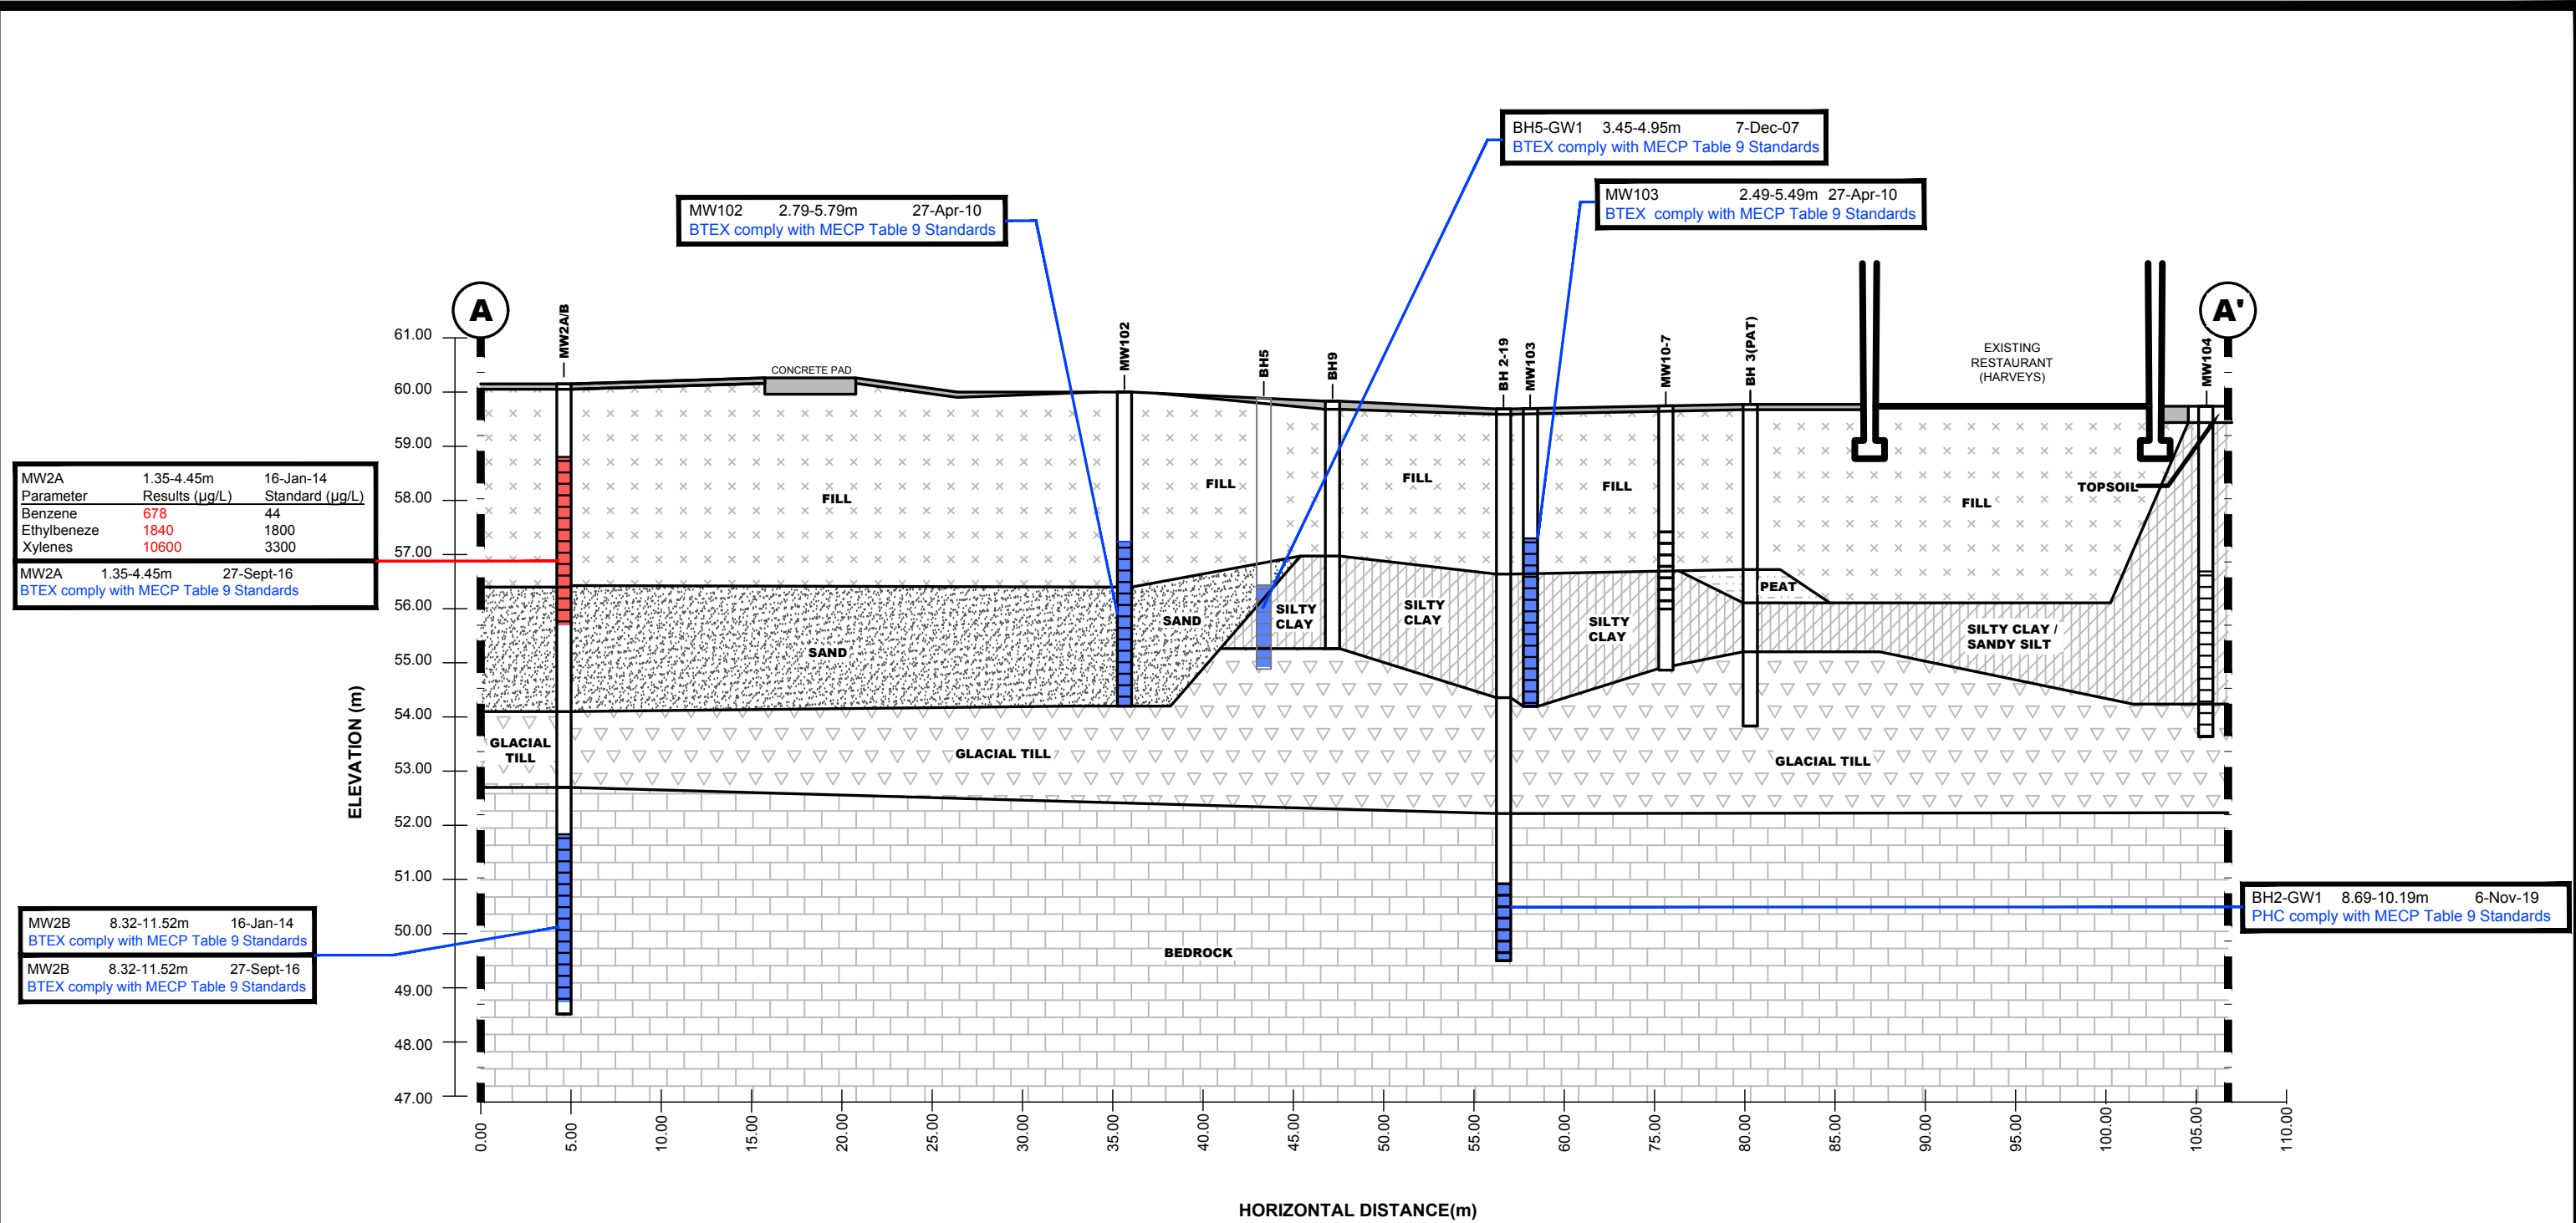 BH5-GW1 3.45-4.95m 7-Dec-07
BTEX comply with MECP Table 9 Standards
MW103 2.49-5.49m 27-Apr-10
BTEX comply with MECP Table 9 Standards
MW102 2.79-5.79m 27-Apr-10
BTEX comply with MECP Table 9 Standards
A
A'
MW2A/B
MW102
BH5
BH9
BH 2-19
MW103
MW10-7
BH 3(PAT)
MW104
EXISTING
RESTAURANT
(HARVEYS)
CONCRETE PAD
61.00
60.00
59.00
58.00
57.00
56.00
55.00
54.00
53.00
52.00
51.00
50.00
49.00
48.00
47.00
ELEVATION (m)
MW2A 1.35-4.45m 16-Jan-14
Parameter Results (µg/L) Standard (µg/L)
Benzene 678 44
Ethylbeneze 1840 1800
Xylenes 10600 3300
MW2A 1.35-4.45m 27-Sept-16
BTEX comply with MECP Table 9 Standards
FILL
FILL
FILL
FILL
FILL
TOPSOIL
PEAT
SAND
SAND
SILTY
CLAY
SILTY
CLAY
SILTY
CLAY
SILTY CLAY /
SANDY SILT
GLACIAL
TILL
GLACIAL TILL
GLACIAL TILL
BEDROCK
MW2B 8.32-11.52m 16-Jan-14
BTEX comply with MECP Table 9 Standards
MW2B 8.32-11.52m 27-Sept-16
BTEX comply with MECP Table 9 Standards
BH2-GW1 8.69-10.19m 6-Nov-19
PHC comply with MECP Table 9 Standards
0.00
5.00
10.00
15.00
20.00
25.00
30.00
35.00
40.00
45.00
50.00
55.00
60.00
75.00
80.00
85.00
90.00
95.00
100.00
105.00
110.00
HORIZONTAL DISTANCE(m)